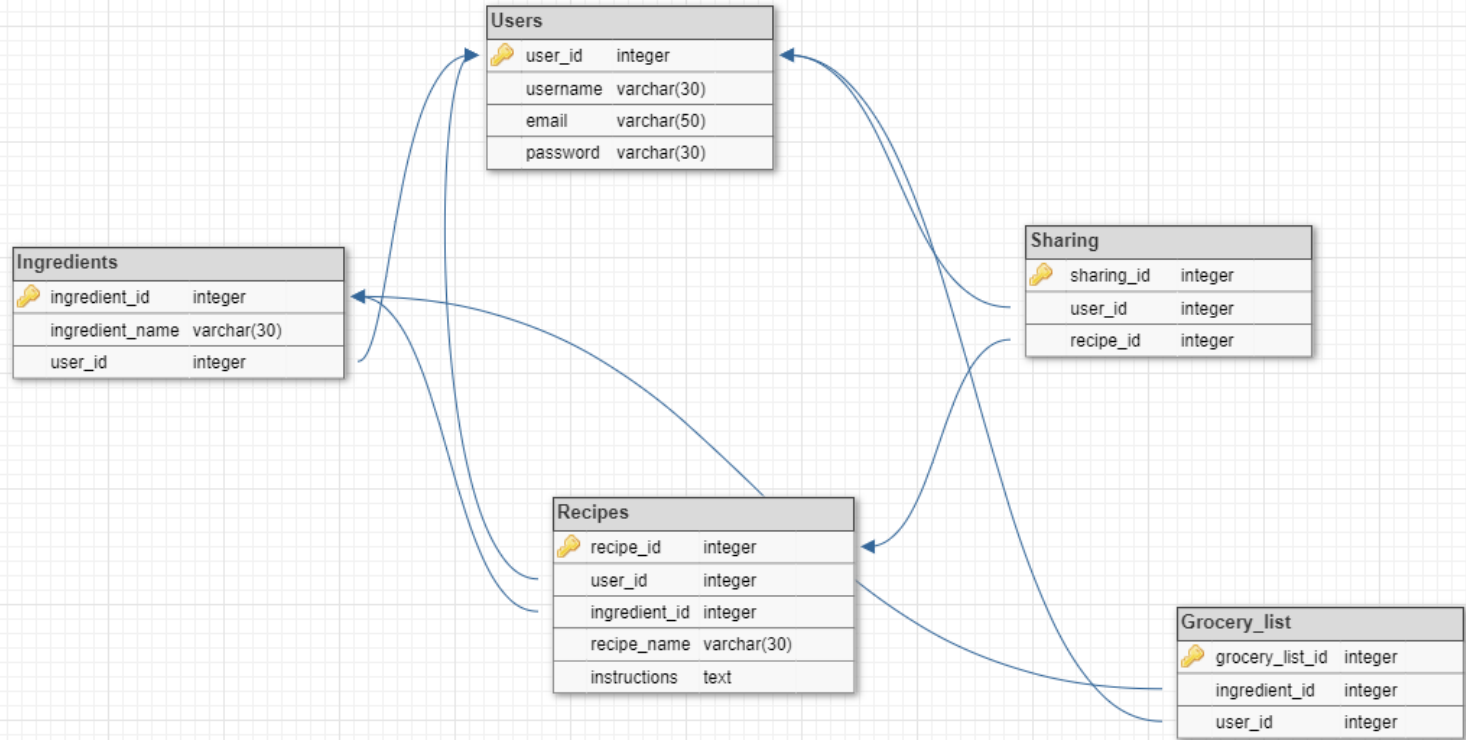 Users
user_id integer
username varchar(30)
email varchar(50)
password varchar(30)
Ingredients
ingredient_id integer
ingredient_name varchar(30)
user_id integer
Sharing
sharing_id integer
user_id integer
recipe_id integer
Recipes
recipe_id integer
user_id integer
ingredient_id integer
recipe_name varchar(30)
instructions text
Grocery_list
grocery_list_id integer
ingredient_id integer
user_id integer